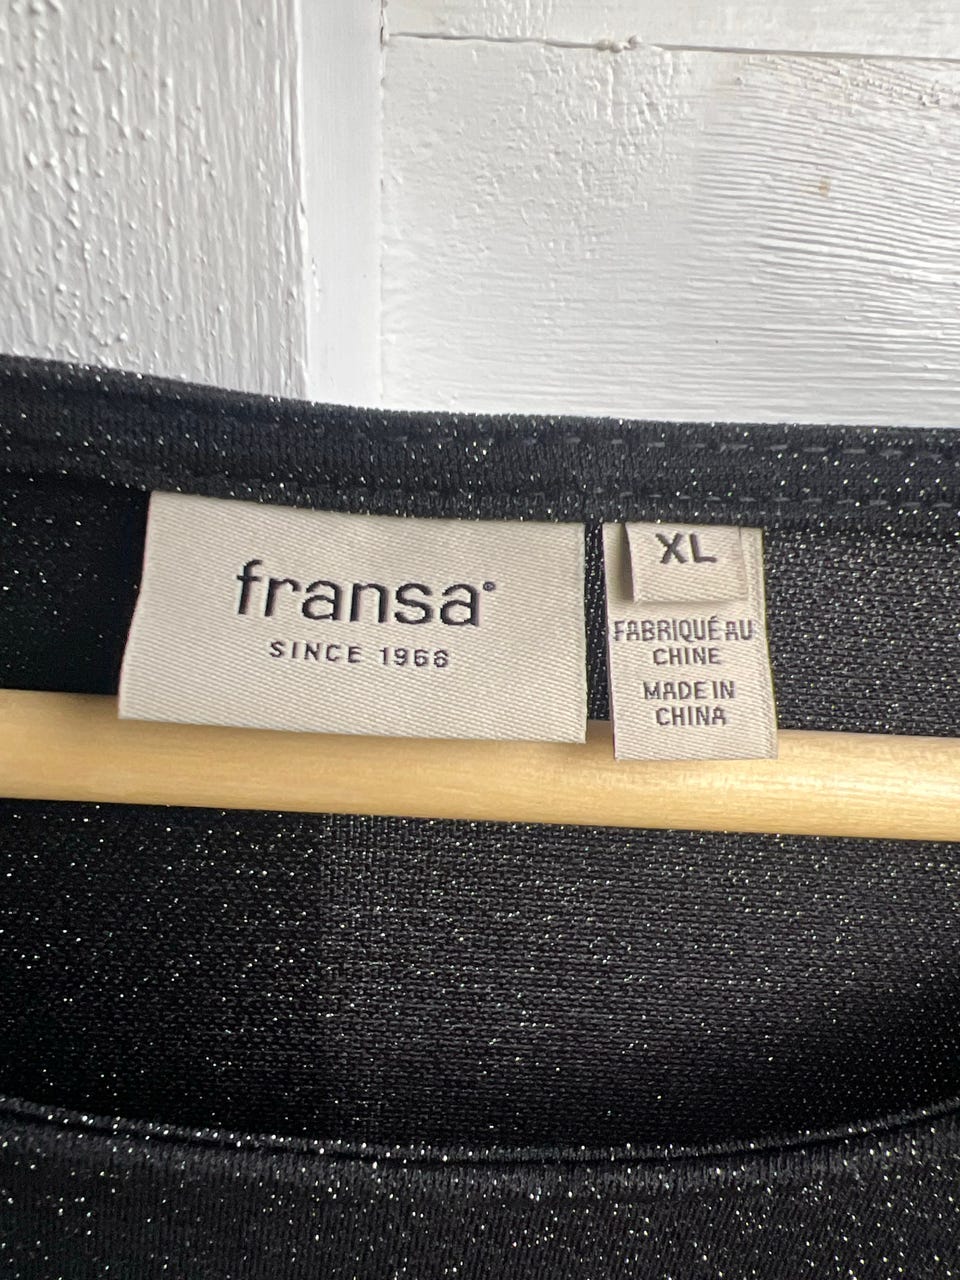 fransa®
SINCE 1968
XL
FABRIQUÉ AU
CHINE
MADE IN
CHINA